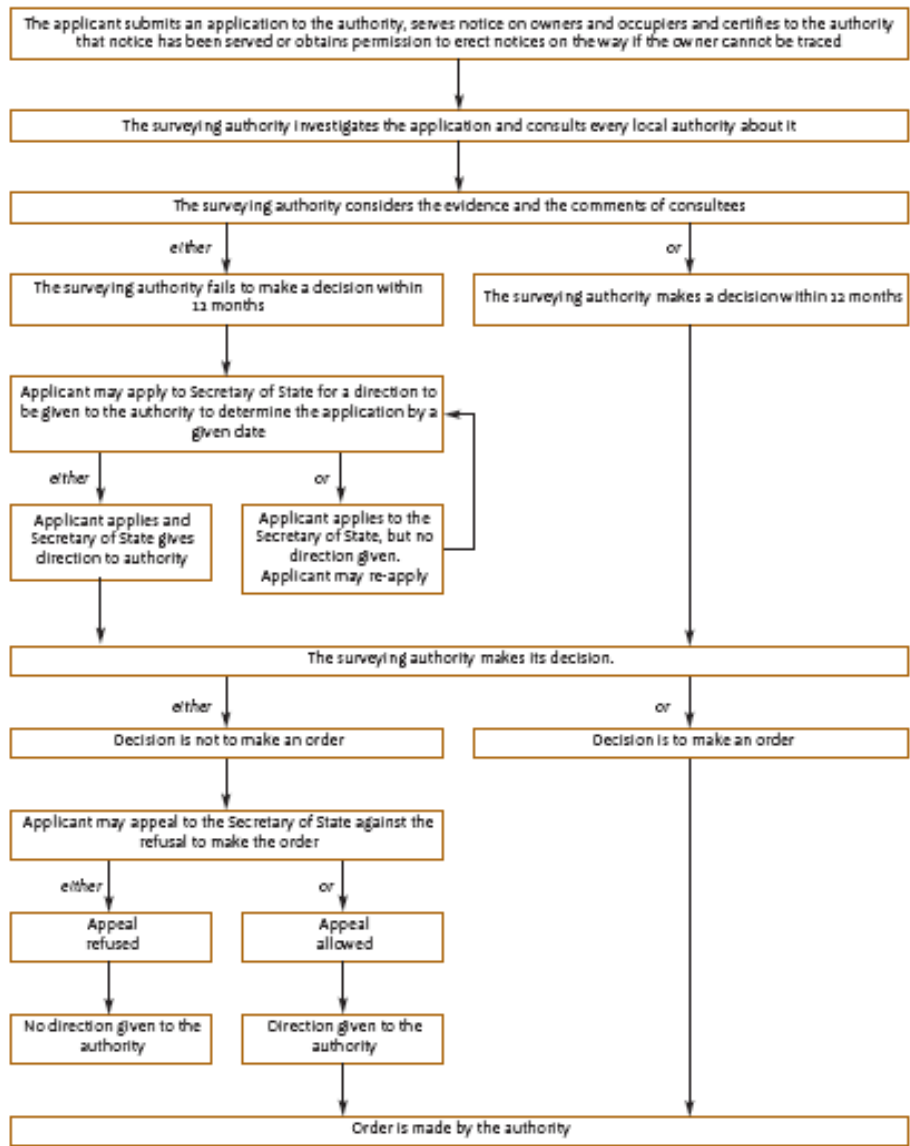 The applicant submits an application to the authority, serves notice on owners and occupiers and certifies to the authority
that notice has been served or obtains permission to erect notices on the way if the owner cannot be traced
The surveying authority investigates the application and consults every local authority about it
The surveying authority considers the evidence and the comments of consultees
either
or
The surveying authority fails to make a decision within
12 months
The surveying authority makes a decision within 12 months
Applicant may apply to Secretary of State for a direction to
be given to the authority to determine the application by a
given date
either
or
Applicant applies and
Secretary of State gives
direction to authority
Applicant applies to the
Secretary of State, but no
direction given.
Applicant may re-apply
The surveying authority makes its decision.
either
or
Decision is not to make an order
Decision is to make an order
Applicant may appeal to the Secretary of State against the
refusal to make the order
either
or
Appeal
refused
Appeal
allowed
No direction given to the
authority
Direction given to the
authority
Order is made by the authority